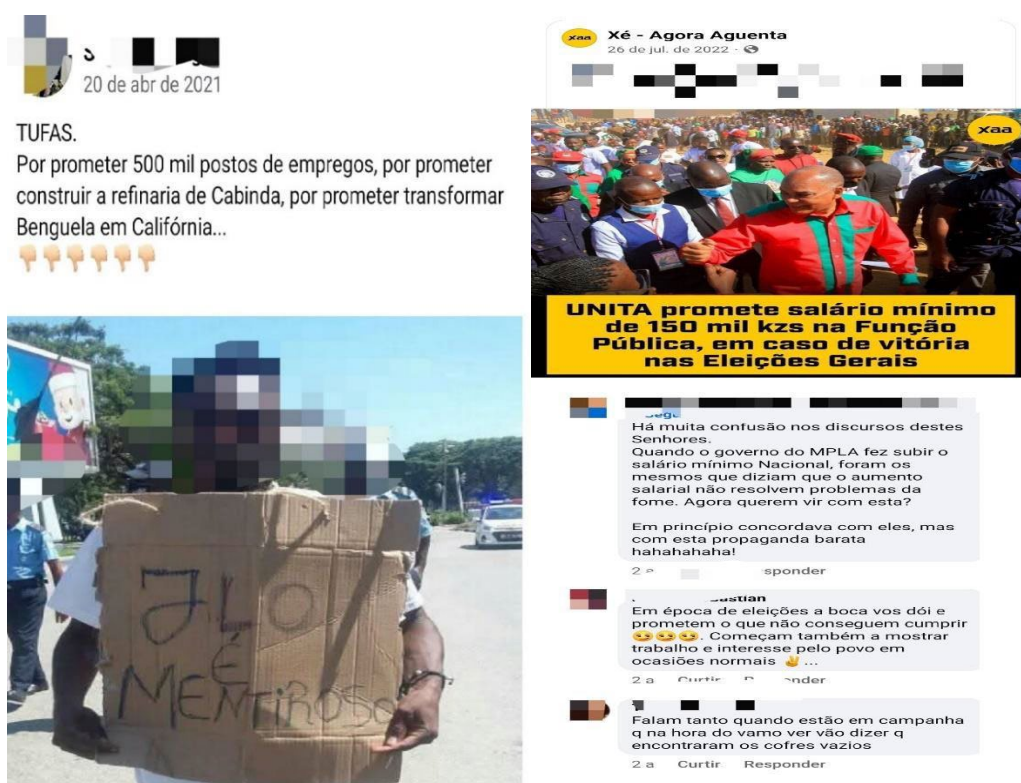 20 de abr de 2021
TUFAS.
Por prometer 500 mil postos de empregos, por prometer
construir a refinaria de Cabinda, por prometer transformar
Benguela em Califórnia...
👇🏻👇🏻👇🏻👇🏻👇🏻👇🏻
JLO
É
MENTIROSO
xaa
Xé - Agora Aguenta
26 de jul. de 2022 ·
xaa
UNITA promete salário mínimo
de 150 mil kzs na Função
Pública, em caso de vitória
nas Eleições Gerais
Há muita confusão nos discursos destes
Senhores.
Quando o governo do MPLA fez subir o
salário mínimo Nacional, foram os
mesmos que diziam que o aumento
salarial não resolvem problemas da
fome. Agora querem vir com esta?
Em princípio concordava com eles, mas
com esta propaganda barata
hahahahaha!
2
Em época de eleições a boca vos dói e
prometem o que não conseguem cumprir
😏😏😏. Começam também a mostrar
trabalho e interesse pelo povo em
ocasiões normais ✌️...
2 a Curtir
Falam tanto quando estão em campanha
q na hora do vamo ver vão dizer q
encontraram os cofres vazios
2 a Curtir Responder